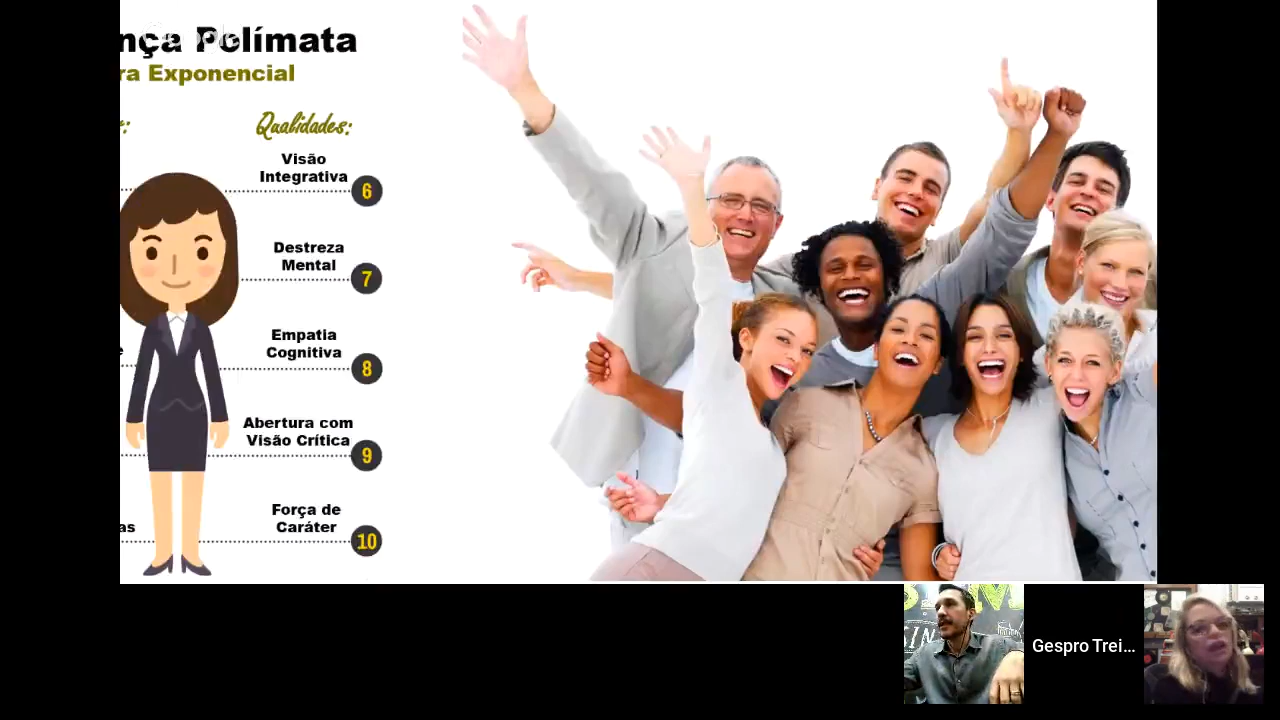 nça Polímata
ra Exponencial
r:
Qualidades:
Visão
Integrativa
6
Destreza
Mental
7
e
Empatia
Cognitiva
8
Abertura com
Visão Crítica
9
as
Força de
Caráter
10
Gespro Trei...